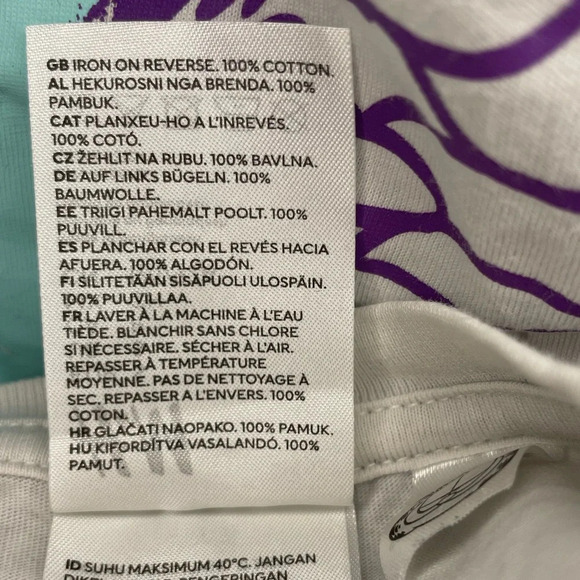 GB IRON ON REVERSE. 100% COTTON.
AL HEKUROSNI NGA BRENDA. 100%
PAMBUK.
CAT PLANXEU-HO A L'INREVÉS.
100% COTÓ.
CZ ŽEHLIT NA RUBU. 100% BAVLNA.
DE AUF LINKS BÜGELN. 100%
BAUMWOLLE.
EE TRIIGI PAHEMALT POOLT. 100%
PUUVILL.
ES PLANCHAR CON EL REVÉS HACIA
AFUERA. 100% ALGODÓN.
FI SILITETÄÄN SISÄPUOLI ULOSPÄIN.
100% PUUVILLAA.
FR LAVER À LA MACHINE À L'EAU
TIÈDE. BLANCHIR SANS CHLORE
SI NÉCESSAIRE. SÉCHER À L'AIR.
REPASSER À TEMPÉRATURE
MOYENNE. PAS DE NETTOYAGE À
SEC. REPASSER A L'ENVERS. 100%
COTON.
HR GLAČATI NAOPAKO. 100% PAMUK.
HU KIFORDÍTVA VASALANDÓ. 100%
PAMUT.
ID SUHU MAKSIMUM 40°C. JANGAN